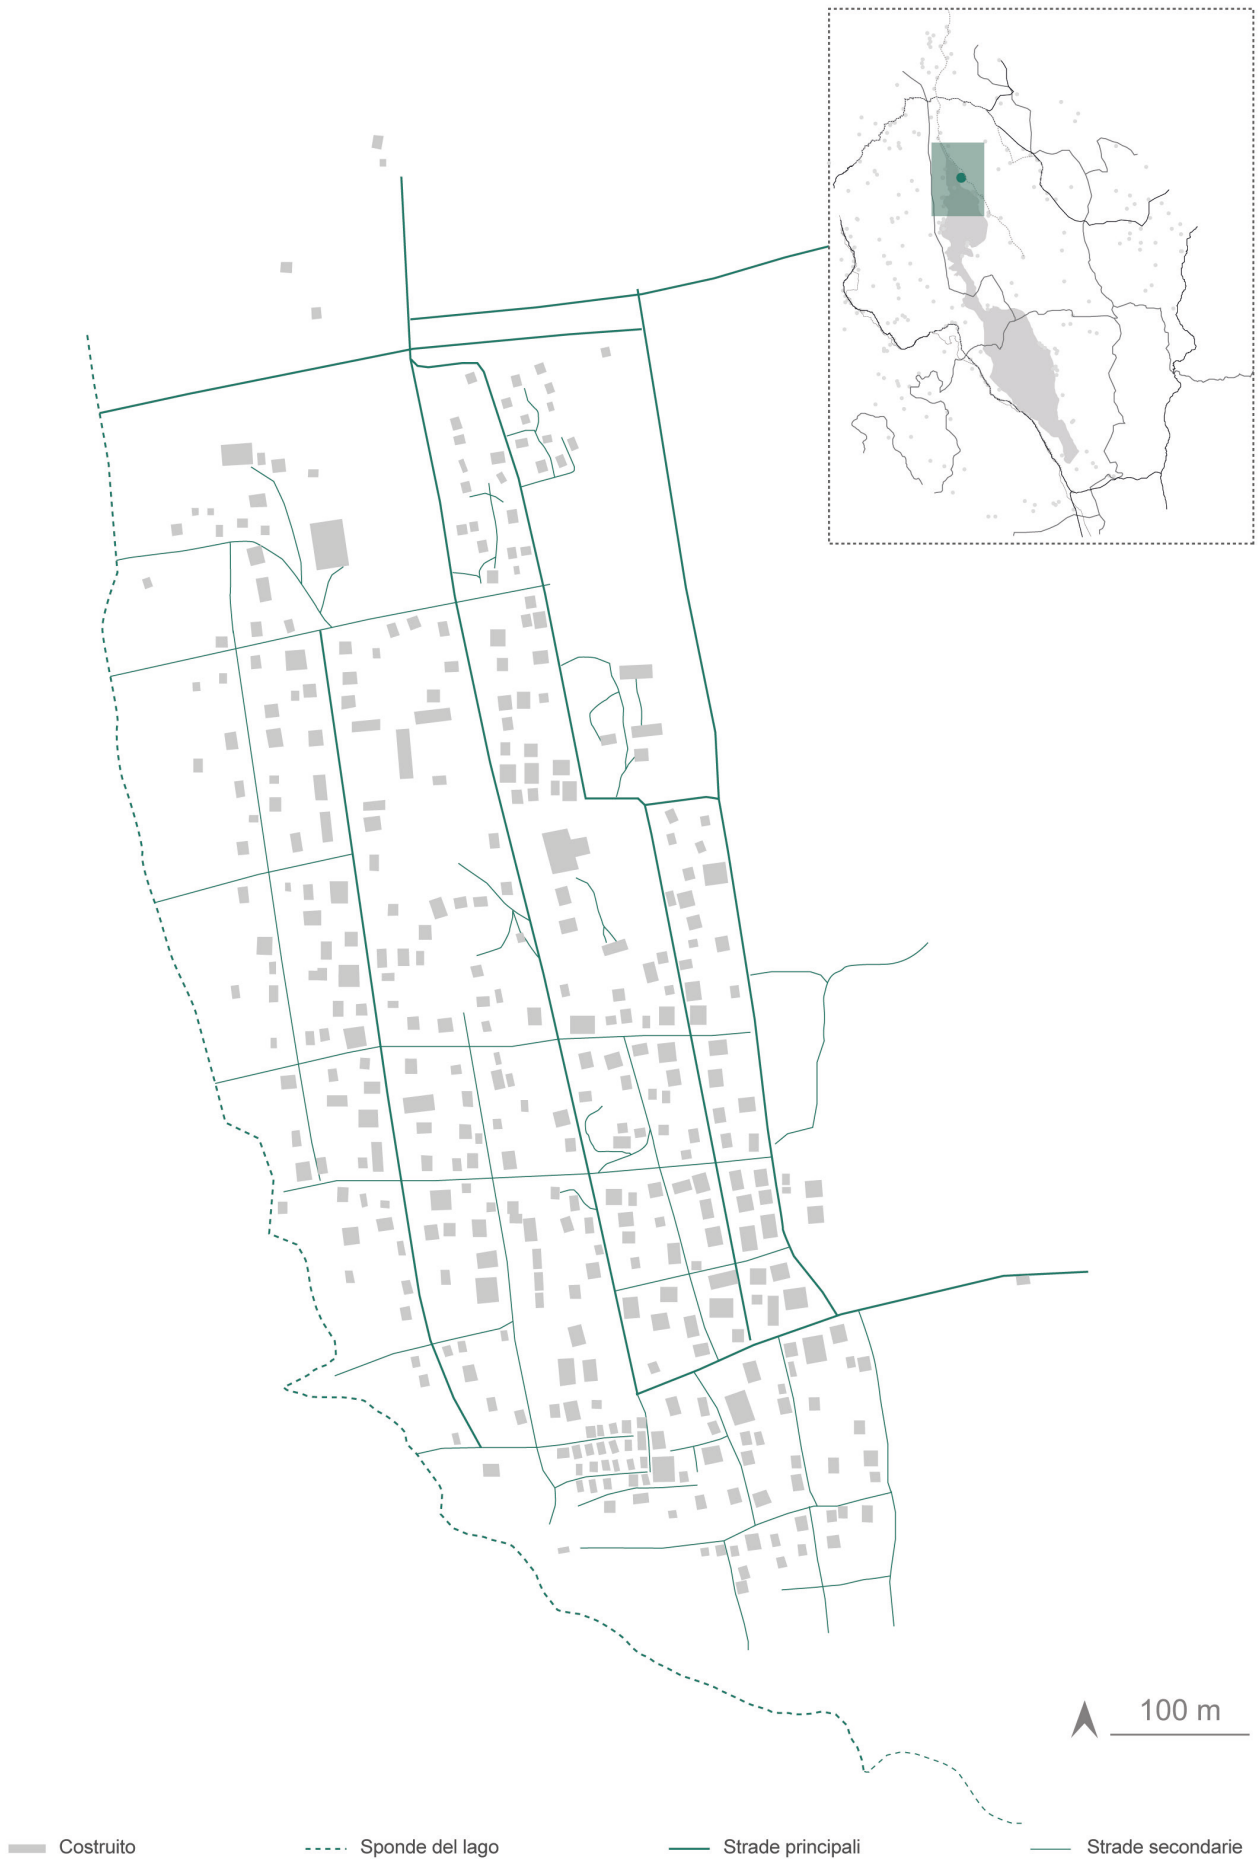 100 m
Costruito
Sponde del lago
Strade principali
Strade secondarie